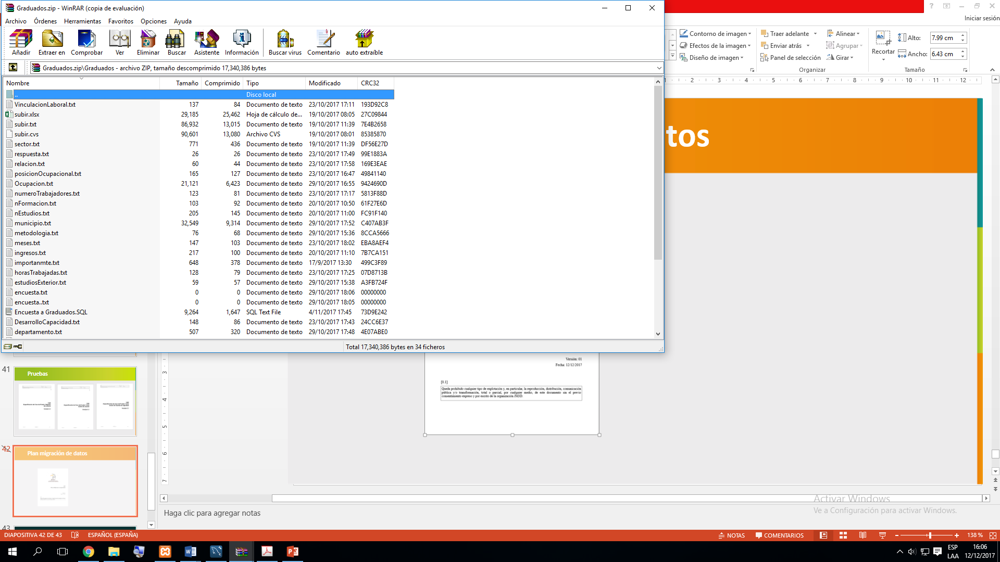 Graduados.zip - WinRAR (copia de evaluación)
Archivo Órdenes Herramientas Favoritos Opciones Ayuda
Añadir Extraer en Comprobar Ver Eliminar Buscar Asistente Información Buscar virus Comentario auto extraíble
Graduados.zip\Graduados - archivo ZIP, tamaño descomprimido 17,340,386 bytes
Nombre Tamaño Comprimido Tipo Modificado CRC32
.. Disco local
VinculacionLaboral.txt 137 84 Documento de texto 23/10/2017 17:11 193D92C8
subir.xlsx 29,185 25,462 Hoja de cálculo de... 19/10/2017 08:05 27C09844
subir.txt 86,932 13,015 Documento de texto 19/10/2017 11:39 7E4B2658
subir.cvs 90,601 13,080 Archivo CVS 19/10/2017 08:01 85385870
sector.txt 771 436 Documento de texto 19/10/2017 11:39 DF56E27D
respuesta.txt 26 26 Documento de texto 23/10/2017 17:49 99E1883A
relacion.txt 60 44 Documento de texto 23/10/2017 17:58 169E3EAE
posicionOcupacional.txt 165 127 Documento de texto 23/10/2017 16:47 49841140
Ocupacion.txt 21,121 6,423 Documento de texto 29/10/2017 16:55 9424690D
numeroTrabajadores.txt 123 81 Documento de texto 23/10/2017 17:17 5813F88D
nFormacion.txt 103 92 Documento de texto 20/10/2017 10:50 61F27E6D
nEstudios.txt 205 145 Documento de texto 20/10/2017 11:00 FC91F140
municipio.txt 32,549 9,314 Documento de texto 29/10/2017 17:52 C407AB3F
metodologia.txt 76 68 Documento de texto 29/10/2017 15:36 8CCA5666
meses.txt 147 103 Documento de texto 23/10/2017 18:02 EBA8AEF4
ingresos.txt 217 100 Documento de texto 20/10/2017 11:10 7B7CA151
importanmte.txt 648 378 Documento de texto 17/9/2017 13:30 499C3F89
horasTrabajadas.txt 128 79 Documento de texto 23/10/2017 17:25 07D8713B
estudiosExterior.txt 59 57 Documento de texto 29/10/2017 15:38 A3FB724F
encuesta.txt 0 0 Documento de texto 29/10/2017 18:06 00000000
encuesta..txt 0 0 Documento de texto 29/10/2017 18:05 00000000
Encuesta a Graduados.SQL 9,264 1,647 SQL Text File 4/11/2017 17:45 73D9E242
DesarrolloCapacidad.txt 148 86 Documento de texto 23/10/2017 17:43 24CC6E37
departamento.txt 507 320 Documento de texto 29/10/2017 17:48 4E07ABE0
Total 17,340,386 bytes en 34 ficheros
Iniciar sesión
Contorno de imagen
Efectos de la imagen
Diseño de imagen
Traer adelante
Enviar atrás
Panel de selección
Alinear
Agrupar
Girar
Organizar
Recortar
Alto: 7.99 cm
Ancho: 6.43 cm
Tamaño
1 2 3 4 5 6 7 8 9 10 11 12
tos
3
4
5
6
7
Versión: 01
Fecha: 12/12/2017
[0.1]
Queda prohibido cualquier tipo de explotación y, en particular, la reproducción, distribución, comunicación
pública y/o transformación, total o parcial, por cualquier medio, de este documento sin el previo
consentimiento expreso y por escrito de la organización JM3D.
41
Pruebas
42
Plan migración de datos
43
Haga clic para agregar notas
Activar Windows
Ve a Configuración para activar Windows.
DIAPOSITIVA 42 DE 43 ESPAÑOL (ESPAÑA) NOTAS COMENTARIOS 138 %
ESP
LAA
16:06
12/12/2017